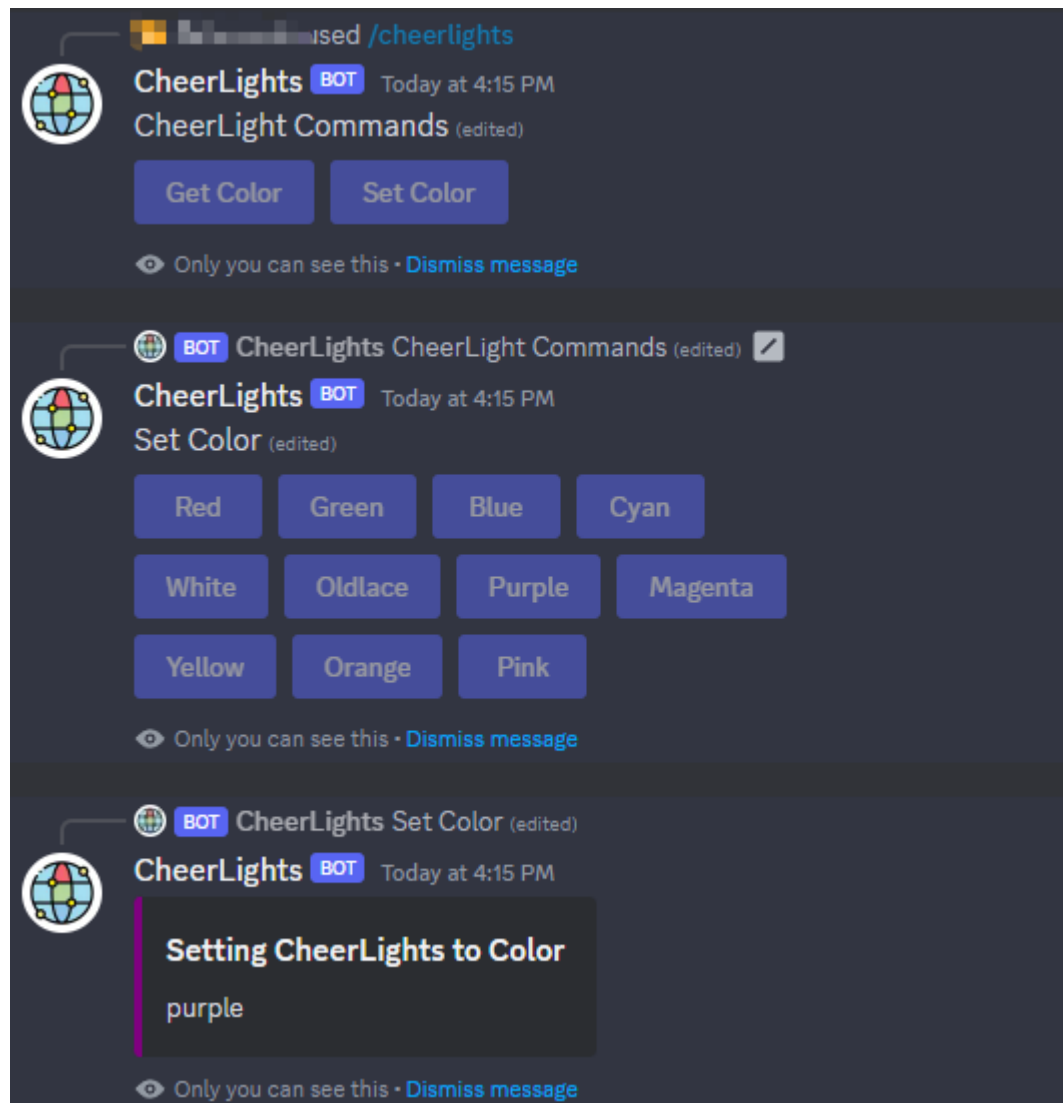 used /cheerlights
CheerLights BOT Today at 4:15 PM
CheerLight Commands (edited)
Get Color Set Color
Only you can see this • Dismiss message
BOT CheerLights CheerLight Commands (edited)
CheerLights BOT Today at 4:15 PM
Set Color (edited)
Red Green Blue Cyan
White Oldlace Purple Magenta
Yellow Orange Pink
Only you can see this • Dismiss message
BOT CheerLights Set Color (edited)
CheerLights BOT Today at 4:15 PM
Setting CheerLights to Color
purple
Only you can see this • Dismiss message